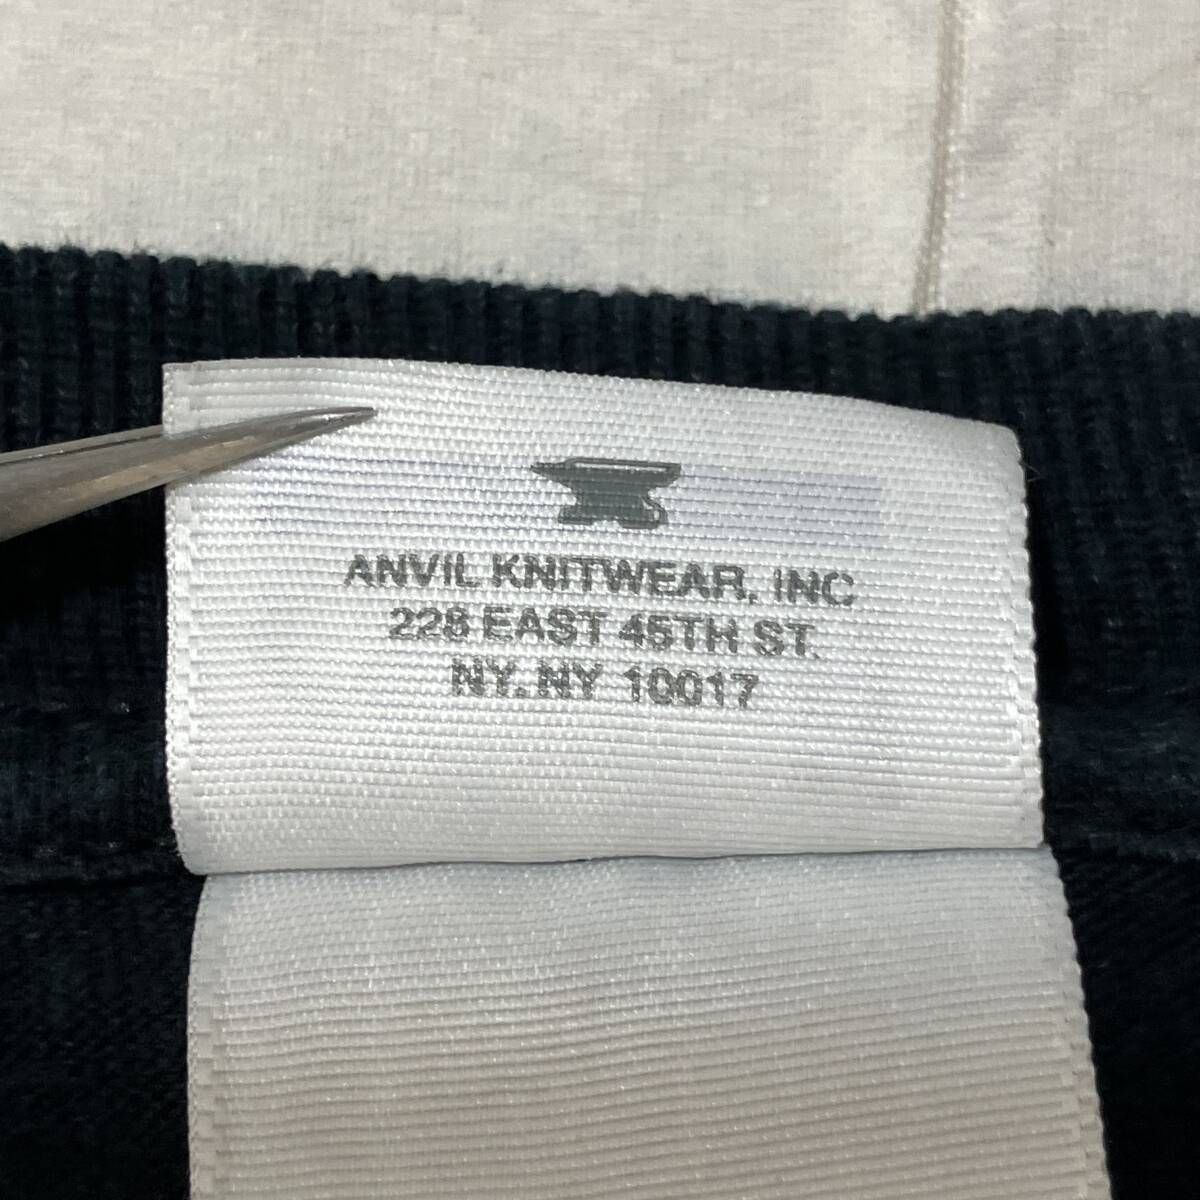 ANVIL KNITWEAR, INC
228 EAST 45TH ST.
NY. NY 10017